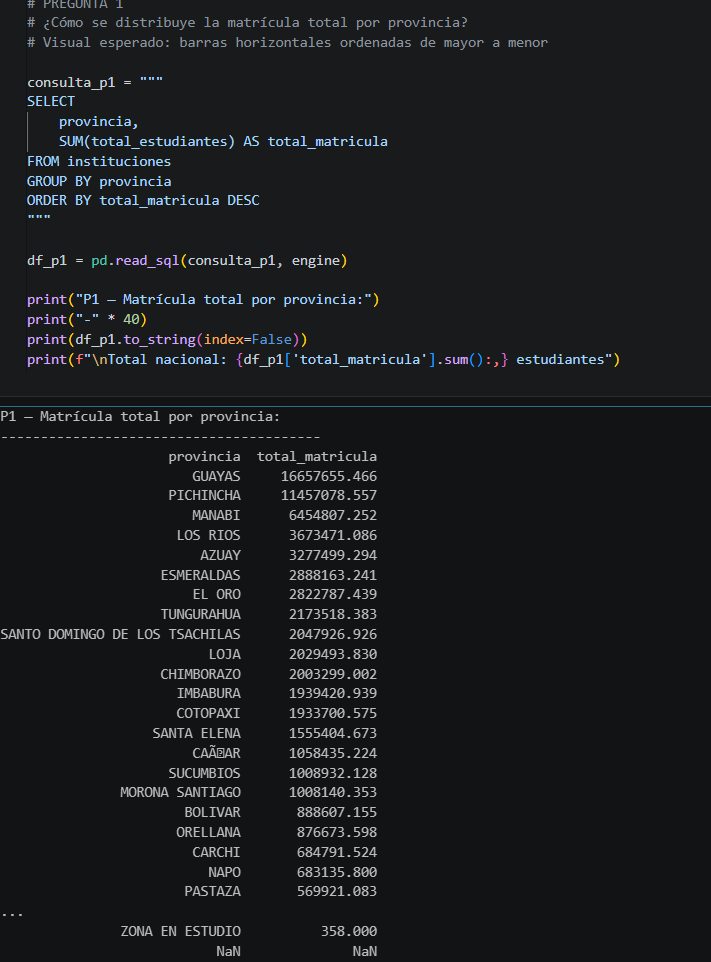 # PREGUNTA 1
# ¿Cómo se distribuye la matrícula total por provincia?
# Visual esperado: barras horizontales ordenadas de mayor a menor
consulta_p1 = """
SELECT
provincia,
SUM(total_estudiantes) AS total_matricula
FROM instituciones
GROUP BY provincia
ORDER BY total_matricula DESC
"""
df_p1 = pd.read_sql(consulta_p1, engine)
print("P1 — Matrícula total por provincia:")
print("-" * 40)
print(df_p1.to_string(index=False))
print(f"\nTotal nacional: {df_p1['total_matricula'].sum():,} estudiantes")
P1 — Matrícula total por provincia:
----------------------------------------
provincia total_matricula
GUAYAS 16657655.466
PICHINCHA 11457078.557
MANABI 6454807.252
LOS RIOS 3673471.086
AZUAY 3277499.294
ESMERALDAS 2888163.241
EL ORO 2822787.439
TUNGURAHUA 2173518.383
SANTO DOMINGO DE LOS TSACHILAS 2047926.926
LOJA 2029493.830
CHIMBORAZO 2003299.002
IMBABURA 1939420.939
COTOPAXI 1933700.575
SANTA ELENA 1555404.673
1058435.224
SUCUMBIOS 1008932.128
MORONA SANTIAGO 1008140.353
BOLIVAR 888607.155
ORELLANA 876673.598
CARCHI 684791.524
NAPO 683135.800
PASTAZA 569921.083
...
ZONA EN ESTUDIO 358.000
NaN NaN